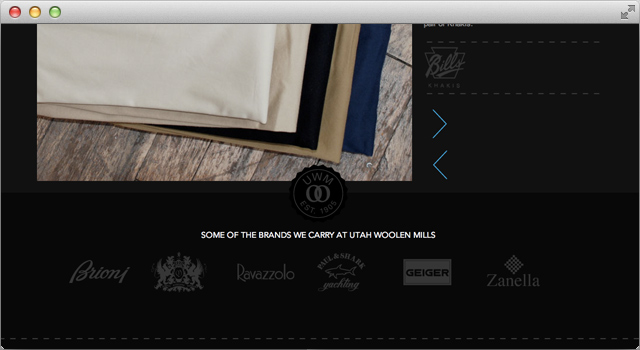 pair of Khakis.
Billy
KHAKIS
UWM
EST. 1905
SOME OF THE BRANDS WE CARRY AT UTAH WOOLEN MILLS
Brioni
Ravazzolo
PAUL & SHARK
yachting
GEIGER
Zanella